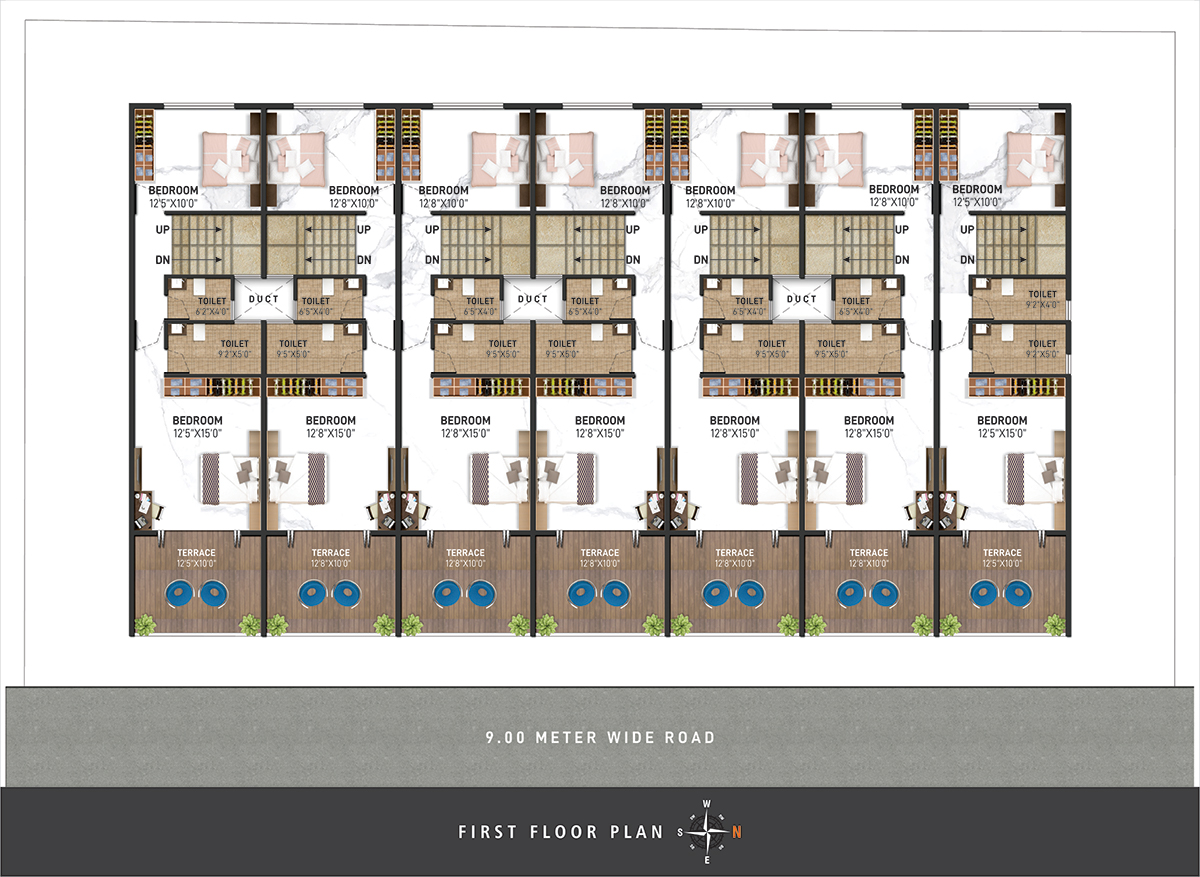 BEDROOM
12'5"X10'0"
BEDROOM
12'8"X10'0"
BEDROOM
12'8"X10'0"
BEDROOM
12'8"X10'0"
BEDROOM
12'8"X10'0"
BEDROOM
12'8"X10'0"
BEDROOM
12'5"X10'0"
UP
UP
UP
UP
UP
UP
UP
DN
DN
DN
DN
DN
DN
DN
TOILET
6'2"X4'0"
DUCT
TOILET
6'5"X4'0"
TOILET
6'5"X4'0"
DUCT
TOILET
6'5"X4'0"
TOILET
6'5"X4'0"
DUCT
TOILET
6'5"X4'0"
TOILET
9'2"X4'0"
TOILET
9'2"X5'0"
TOILET
9'5"X5'0"
TOILET
9'5"X5'0"
TOILET
9'5"X5'0"
TOILET
9'5"X5'0"
TOILET
9'5"X5'0"
TOILET
9'2"X5'0"
BEDROOM
12'5"X15'0"
BEDROOM
12'8"X15'0"
BEDROOM
12'8"X15'0"
BEDROOM
12'8"X15'0"
BEDROOM
12'8"X15'0"
BEDROOM
12'8"X15'0"
BEDROOM
12'5"X15'0"
TERRACE
12'5"X10'0"
TERRACE
12'8"X10'0"
TERRACE
12'8"X10'0"
TERRACE
12'8"X10'0"
TERRACE
12'8"X10'0"
TERRACE
12'8"X10'0"
TERRACE
12'5"X10'0"
9.00 METER WIDE ROAD
FIRST FLOOR PLAN
W
S
N
E